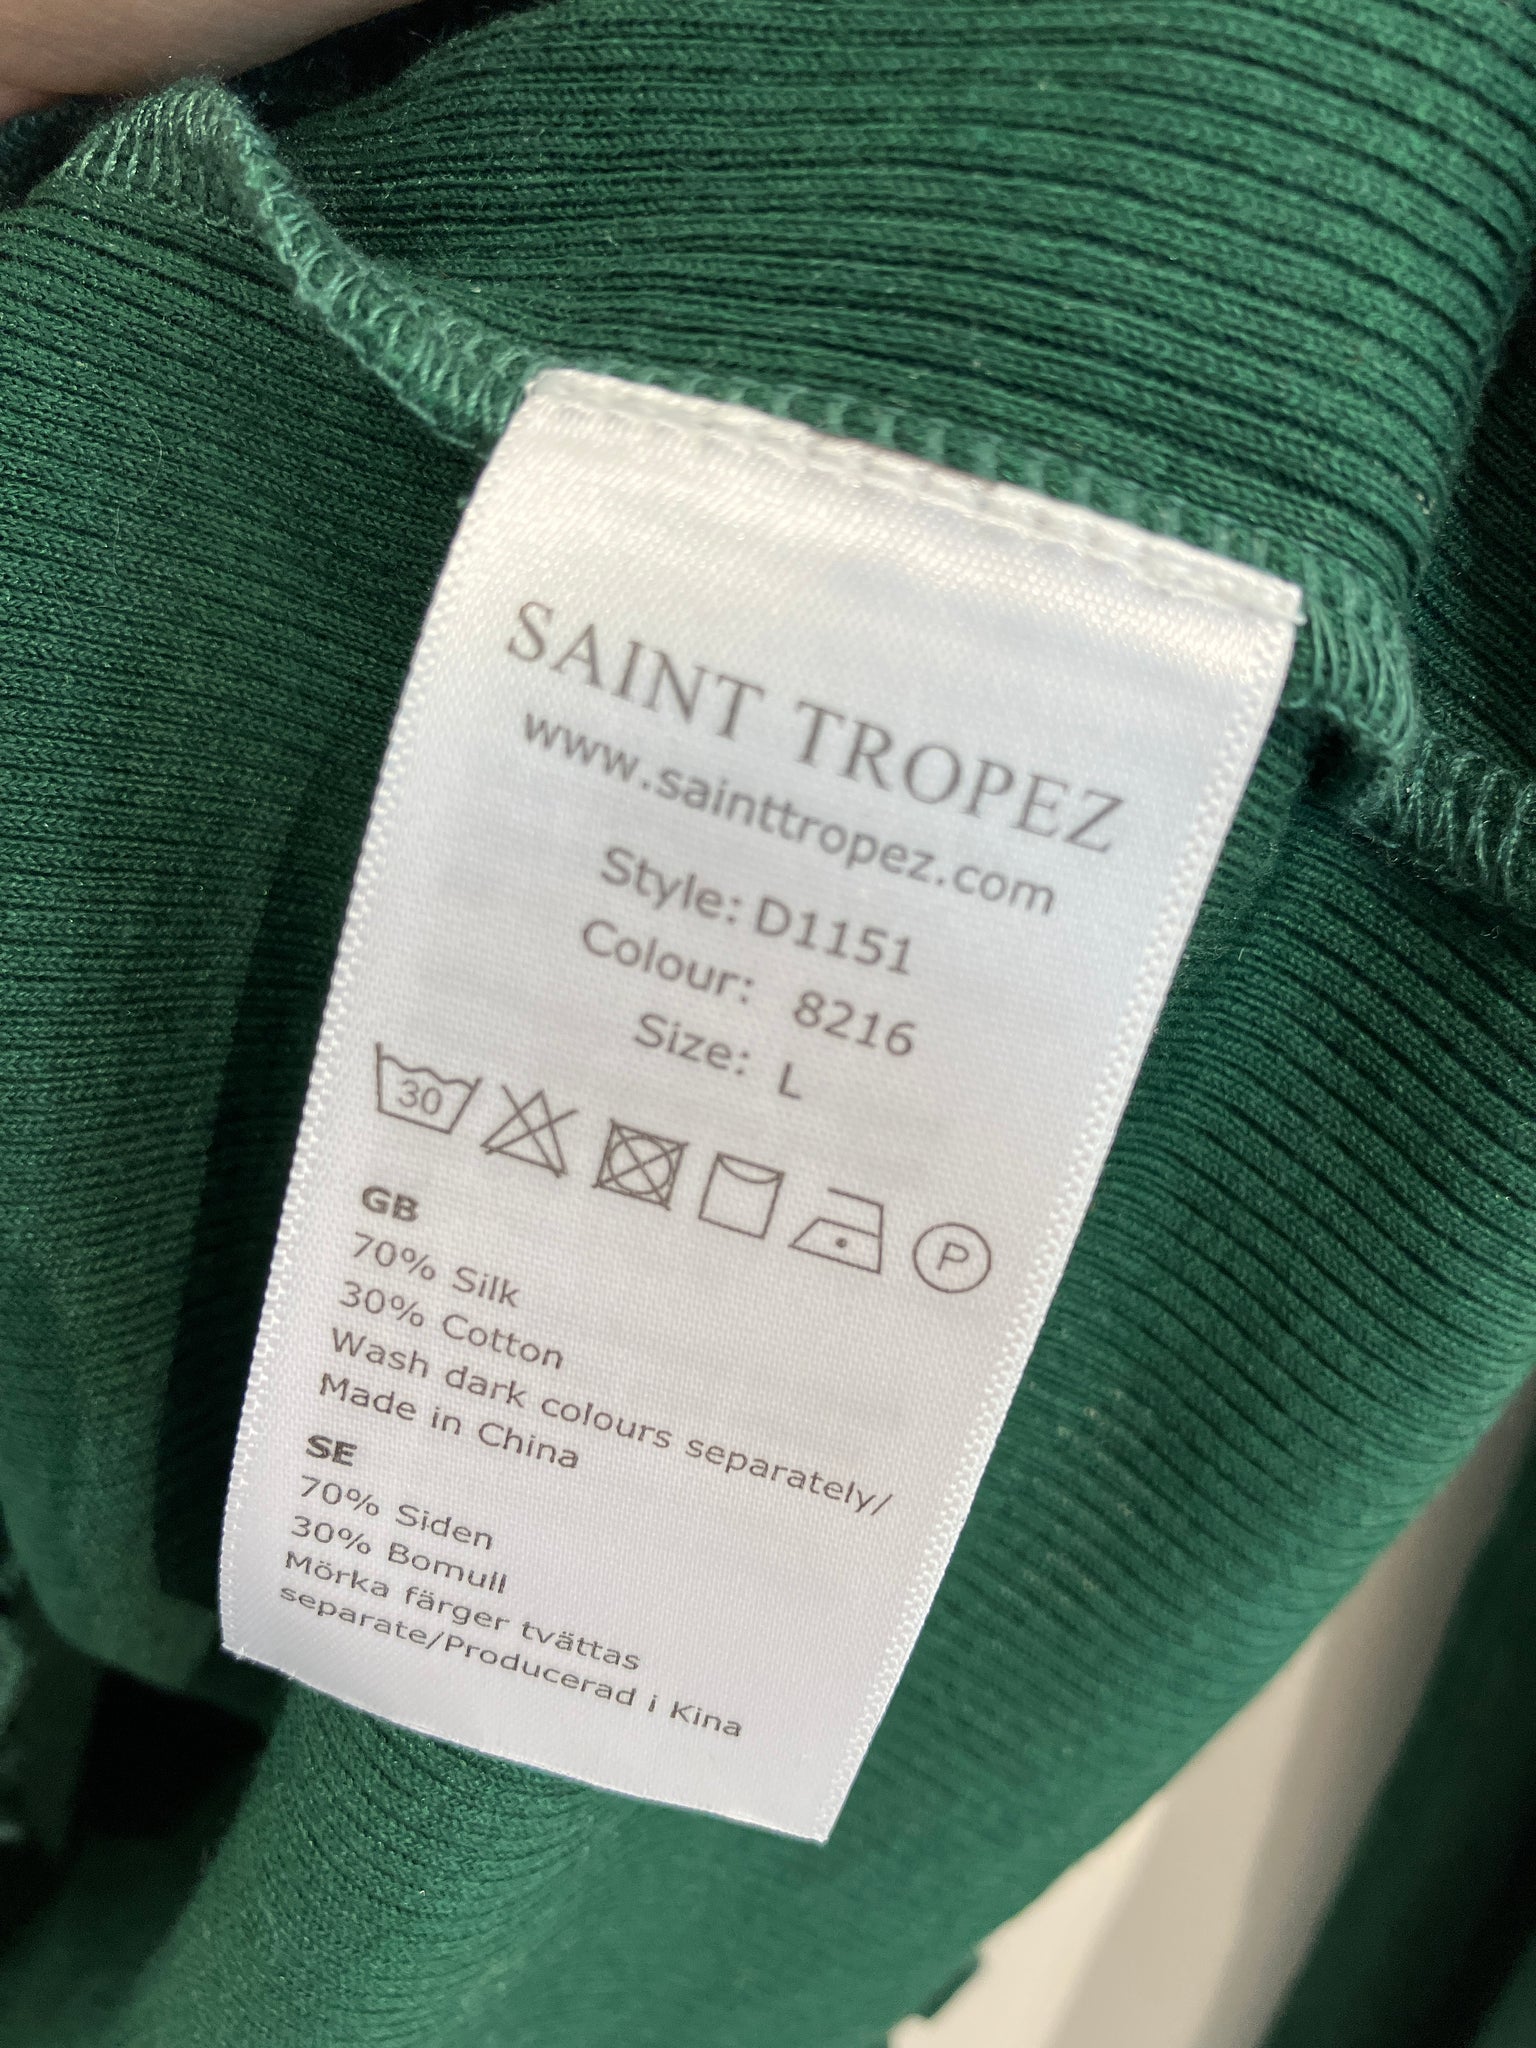 SAINT TROPEZ
www.sainttropez.com
Style: D1151
Colour: 8216
Size: L
30
P
GB
70% Silk
30% Cotton
Wash dark colours separately/
Made in China
SE
70% Siden
30% Bomull
Mörka färger tvättas
separate/Producerad i Kina